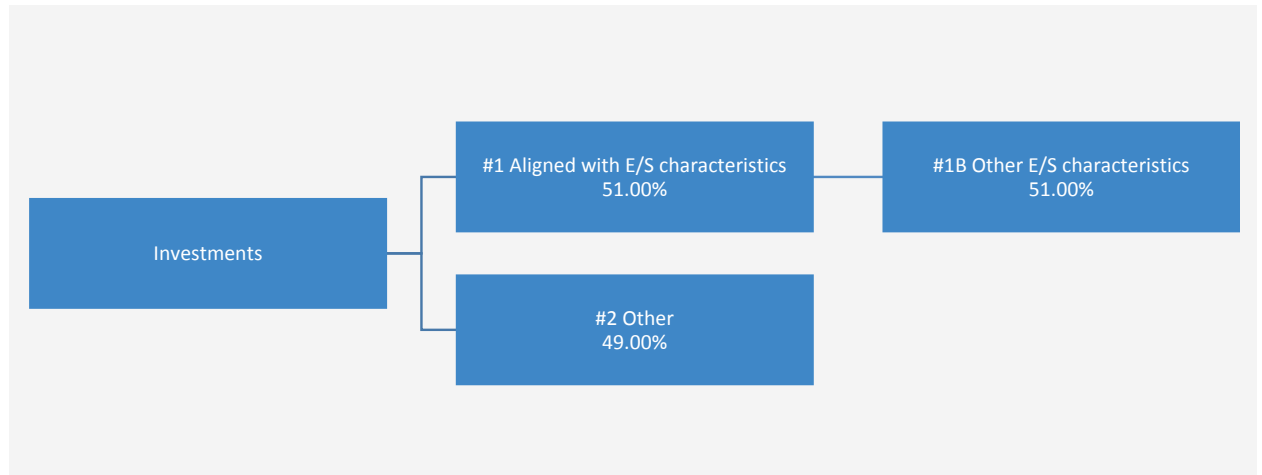 Investments
#1 Aligned with E/S characteristics
51.00%
#1B Other E/S characteristics
51.00%
#2 Other
49.00%